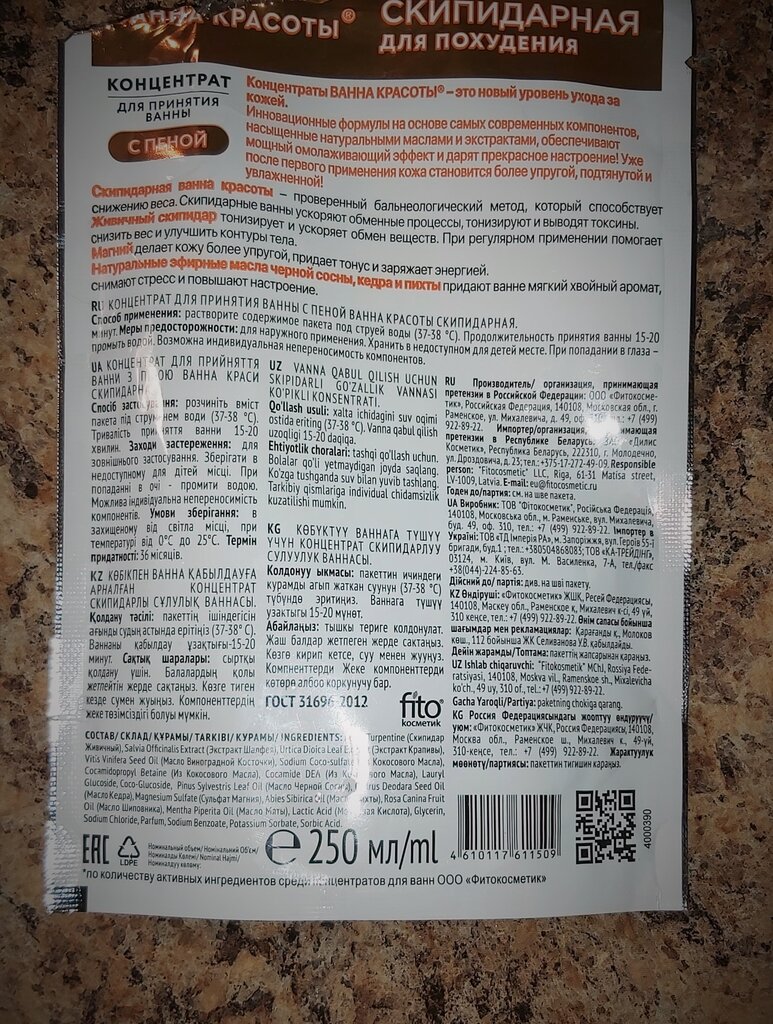 ВАННА КРАСОТЫ® СКИПИДАРНАЯ
ДЛЯ ПОХУДЕНИЯ
КОНЦЕНТРАТ
ДЛЯ ПРИНЯТИЯ
ВАННЫ
С ПЕНОЙ
Концентраты ВАННА КРАСОТЫ® – это новый уровень ухода за
кожей.
Инновационные формулы на основе самых современных компонентов,
насыщенные натуральными маслами и экстрактами, обеспечивают
мощный омолаживающий эффект и дарят прекрасное настроение! Уже
после первого применения кожа становится более упругой, подтянутой и
увлажненной!
Скипидарная ванна красоты – проверенный бальнеологический метод, который способствует
снижению веса. Скипидарные ванны ускоряют обменные процессы, тонизируют и выводят токсины.
Живичный скипидар тонизирует и ускоряет обмен веществ. При регулярном применении помогает
снизить вес и улучшить контуры тела.
Магний делает кожу более упругой, придает тонус и заряжает энергией.
Натуральные эфирные масла черной сосны, кедра и пихты придают ванне мягкий хвойный аромат,
снимают стресс и повышают настроение.
RU КОНЦЕНТРАТ ДЛЯ ПРИНЯТИЯ ВАННЫ С ПЕНОЙ ВАННА КРАСОТЫ СКИПИДАРНАЯ.
Способ применения: растворите содержимое пакета под струей воды (37-38 °С). Продолжительность принятия ванны 15-20
минут. Меры предосторожности: для наружного применения. Хранить в недоступном для детей месте. При попадании в глаза –
промыть водой. Возможна индивидуальная непереносимость компонентов.
UA КОНЦЕНТРАТ ДЛЯ ПРИЙНЯТТЯ
ВАННИ З ПІНОЮ ВАННА КРАСИ
СКИПИДАРНА.
Спосіб застосування: розчиніть вміст
пакета під струменем води (37-38 °С).
Тривалість прийняття ванни 15-20
хвилин. Заходи застереження: для
зовнішнього застосування. Зберігати в
недоступному для дітей місці. При
попаданні в очі - промити водою.
Можлива індивідуальна непереносимість
компонентів. Умови зберігання: в
захищеному від світла місці, при
температурі від 0°С до 25°С. Термін
придатності: 36 місяців.
KZ КӨБІКПЕН ВАННА ҚАБЫЛДАУҒА
АРНАЛҒАН КОНЦЕНТРАТ
СКИПИДАРЛЫ СҰЛУЛЫҚ ВАННАСЫ.
Қолдану тәсілі: пакеттің ішіндегісін
ағынды судың астында ерітіңіз (37-38° С).
Ваннаны қабылдау ұзақтығы-15-20
минут. Сақтық шаралары: сыртқы
қолдану үшін. Балалардың қолы
жетпейтін жерде сақтаңыз. Көзге тиген
кезде сумен жуыңыз. Компоненттердің
жеке төзімсіздігі болуы мүмкін.
UZ VANNA QABUL QILISH UCHUN
SKIPIDARLI GO'ZALLIK VANNASI
KO'PIKLI KONSENTRATI.
Qo'llash usuli: xalta ichidagini suv oqimi
ostida eriting (37-38 °C). Vanna qabul qilish
uzoqligi 15-20 daqiqa.
Ehtiyotlik choralari: tashqi qo'llash uchun.
Bolalar qo'li yetmaydigan joyda saqlang.
Ko'zga tushganda suv bilan yuvib tashlang.
Tarkibiy qismlariga individual chidamsizlik
kuzatilishi mumkin.
KG КӨБҮКТҮҮ ВАННАГА ТҮШҮҮ
ҮЧҮН КОНЦЕНТРАТ СКИПИДАРЛУУ
СУЛУУЛУК ВАННАСЫ.
Колдонуу ыкмасы: пакеттин ичиндеги
курамды агып жаткан суунун (37-38 °С)
түбүндө эритиңиз. Ваннага түшүү
узактыгы 15-20 мүнөт.
Абайлаңыз: тышкы териге колдонулат.
Жаш балдар жетпеген жерде сактаңыз.
Көзгө кирип кетсе, суу менен жууңуз.
Компненттерди Жеке компоненттерди
көтөрө албоо коркунучу бар.
ГОСТ 31696-2012
fito®
косметик
RU Производитель/ организация, принимающая
претензии в Российской Федерации: ООО «Фитокосме-
тик», Российская Федерация, 140108, Московская обл., г.
Раменское, ул. Михалевича, д. 49, оф. 310, тел.: +7 (499)
922-89-22. Импортер/организация, принимающая
претензии в Республике Беларусь: ЗАО «Дилис
Косметик», Республика Беларусь, 222310, г. Молодечно,
ул.Дроздовича, д. 23; тел.:+375-17-272-49-09. Responsible
person: "Fitocosmetic" LLC, Riga, 61-31 Matisa street,
LV-1009, Latvia. E-mail: eu@fitocosmetic.ru
Годен до/партия: см. на шве пакета.
UA Виробник: ТОВ "Фітокосметик", Російська Федерація,
140108, Московська обл., м. Раменське, вул. Михалевича,
буд. 49, оф. 310, тел.: +7 (499) 922-89-22. Імпортер в
Україні: ТОВ «ТД Імперія РА», м. Запоріжжя, вул. Героїв 55-ї
бригади, буд.1 ; тел.: +380504868083; ТОВ «КА-ТРЕЙДІНГ»,
03124, м. Київ, вул. М. Василенка, 7-А, тел./факс
+38(044)-224-85-63.
Дійсний до/ партія: див. на шві пакету.
KZ Өндіруші: «Фитокосметик» ЖШҚ, Ресей Федерациясы,
140108, Маскеу обл., Раменское к., Михалевич к-сі, 49 үй,
310 кеңсе, тел.: +7 (499) 922-89-22. Өнім сапасы бойынша
шағымдар мен рекламациялар: Қарағанды қ., Молоков
көш., 112 бойынша ЖК Селиванова У.В. қабылдайды.
Дейін жарамды/Топтама: пакеттің жапсарынан қараңыз.
UZ Ishlab chiqaruvchi: "Fitokosmetik" MChJ, Rossiya Fede-
ratsiyasi, 140108, Moskva vil., Ramenskoe sh., Mixalevicha
ko'ch., 49 uy, 310 of., tel.:+7 (499) 922-89-22.
Gacha Yaroqli/Partiya: paketning chokiga qarang.
KG Россия Федерациясындагы жооптуу өндүрүүчү/
уюм: «Фитокосметик» ЖЧК, Россия Федерациясы, 140108,
Москва обл., Раменское ш., Михалевич к., 49-үй,
310-кеңсе, тел.: +7 (499) 922-89-22. Жарактуулук
мөөнөтү/партиясы: пакеттин тигишин караңыз.
СОСТАВ/ СКЛАД/ ҚҰРАМЫ/ TARKIBI/ КУРАМЫ/ INGREDIENTS: Turpentine (Скипидар
Живичный), Salvia Officinalis Extract (Экстракт Шалфея), Urtica Dioica Leaf Extract (Экстракт Крапивы),
Vitis Vinifera Seed Oil (Масло Виноградной Косточки), Sodium Coco-sulfate (Из Кокосового Масла),
Cocamidopropyl Betaine (Из Кокосового Масла), Cocamide DEA (Из Кокосового Масла), Lauryl
Glucoside, Coco-Glucoside, Pinus Sylvestris Leaf Oil (Масло Черной Сосны), Cedrus Deodara Seed Oil
(Масло Кедра), Magnesium Sulfate (Сульфат Магния), Abies Sibirica Oil (Масло Пихты), Rosa Canina Fruit
Oil (Масло Шиповника), Mentha Piperita Oil (Масло Мяты), Lactic Acid (Молочная Кислота), Glycerin,
Sodium Chloride, Parfum, Sodium Benzoate, Potassium Sorbate, Sorbic Acid.
EAC
LDPE
Номинальный объем/ Номінальний Об'єм/
Номиналды Көлем/ Nominal Hajmi/
Номиналдуу көлөмү:
℮ 250 мл/ml
4 610117 611509
4000390
*по количеству активных ингредиентов среди концентратов для ванн ООО «Фитокосметик»